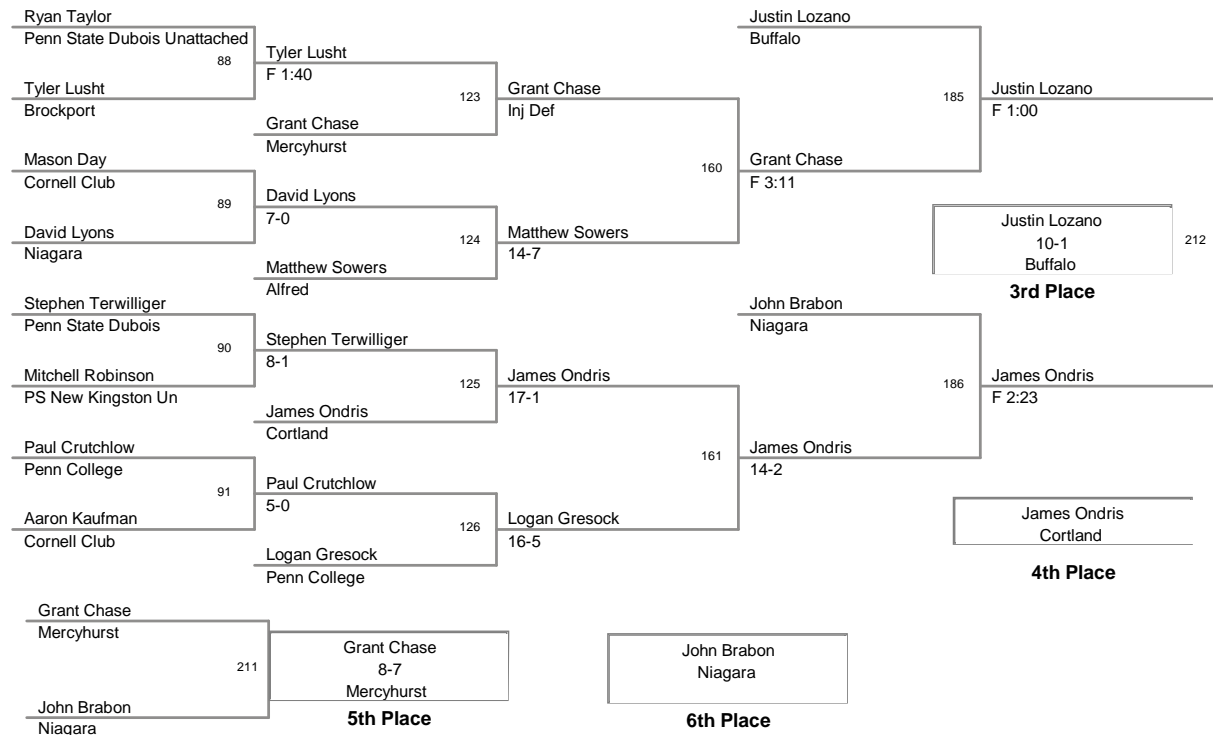 Ryan Taylor
Penn State Dubois Unattached
88
Tyler Lusht
Brockport
Mason Day
Cornell Club
89
David Lyons
Niagara
Stephen Terwilliger
Penn State Dubois
90
Mitchell Robinson
PS New Kingston Un
Paul Crutchlow
Penn College
91
Aaron Kaufman
Cornell Club
Tyler Lusht
F 1:40
123
Grant Chase
Mercyhurst
David Lyons
7-0
124
Matthew Sowers
Alfred
Stephen Terwilliger
8-1
125
James Ondris
Cortland
Paul Crutchlow
5-0
126
Logan Gresock
Penn College
Grant Chase
Inj Def
160
Matthew Sowers
14-7
James Ondris
17-1
161
Logan Gresock
16-5
Justin Lozano
Buffalo
185
Grant Chase
F 3:11
John Brabon
Niagara
186
James Ondris
14-2
Justin Lozano
F 1:00
Justin Lozano
10-1
Buffalo
212
3rd Place
James Ondris
F 2:23
James Ondris
Cortland
4th Place
Grant Chase
Mercyhurst
211
John Brabon
Niagara
Grant Chase
8-7
Mercyhurst
5th Place
John Brabon
Niagara
6th Place